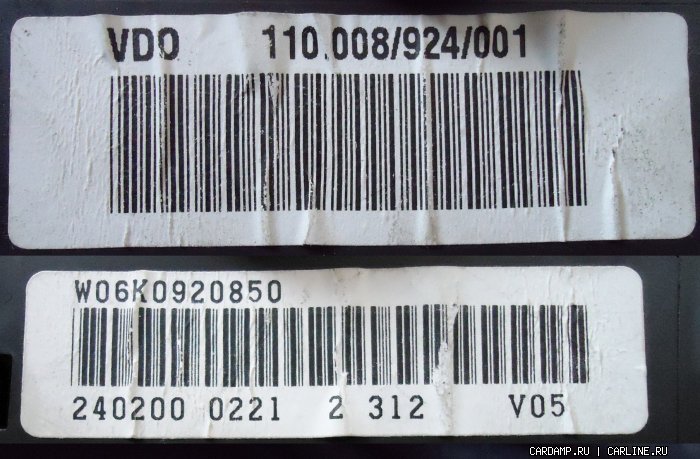 VDO 110.008/924/001
W06K0920850
240200 0221 2 312 V05
CARDAMP.RU | CARLINE.RU